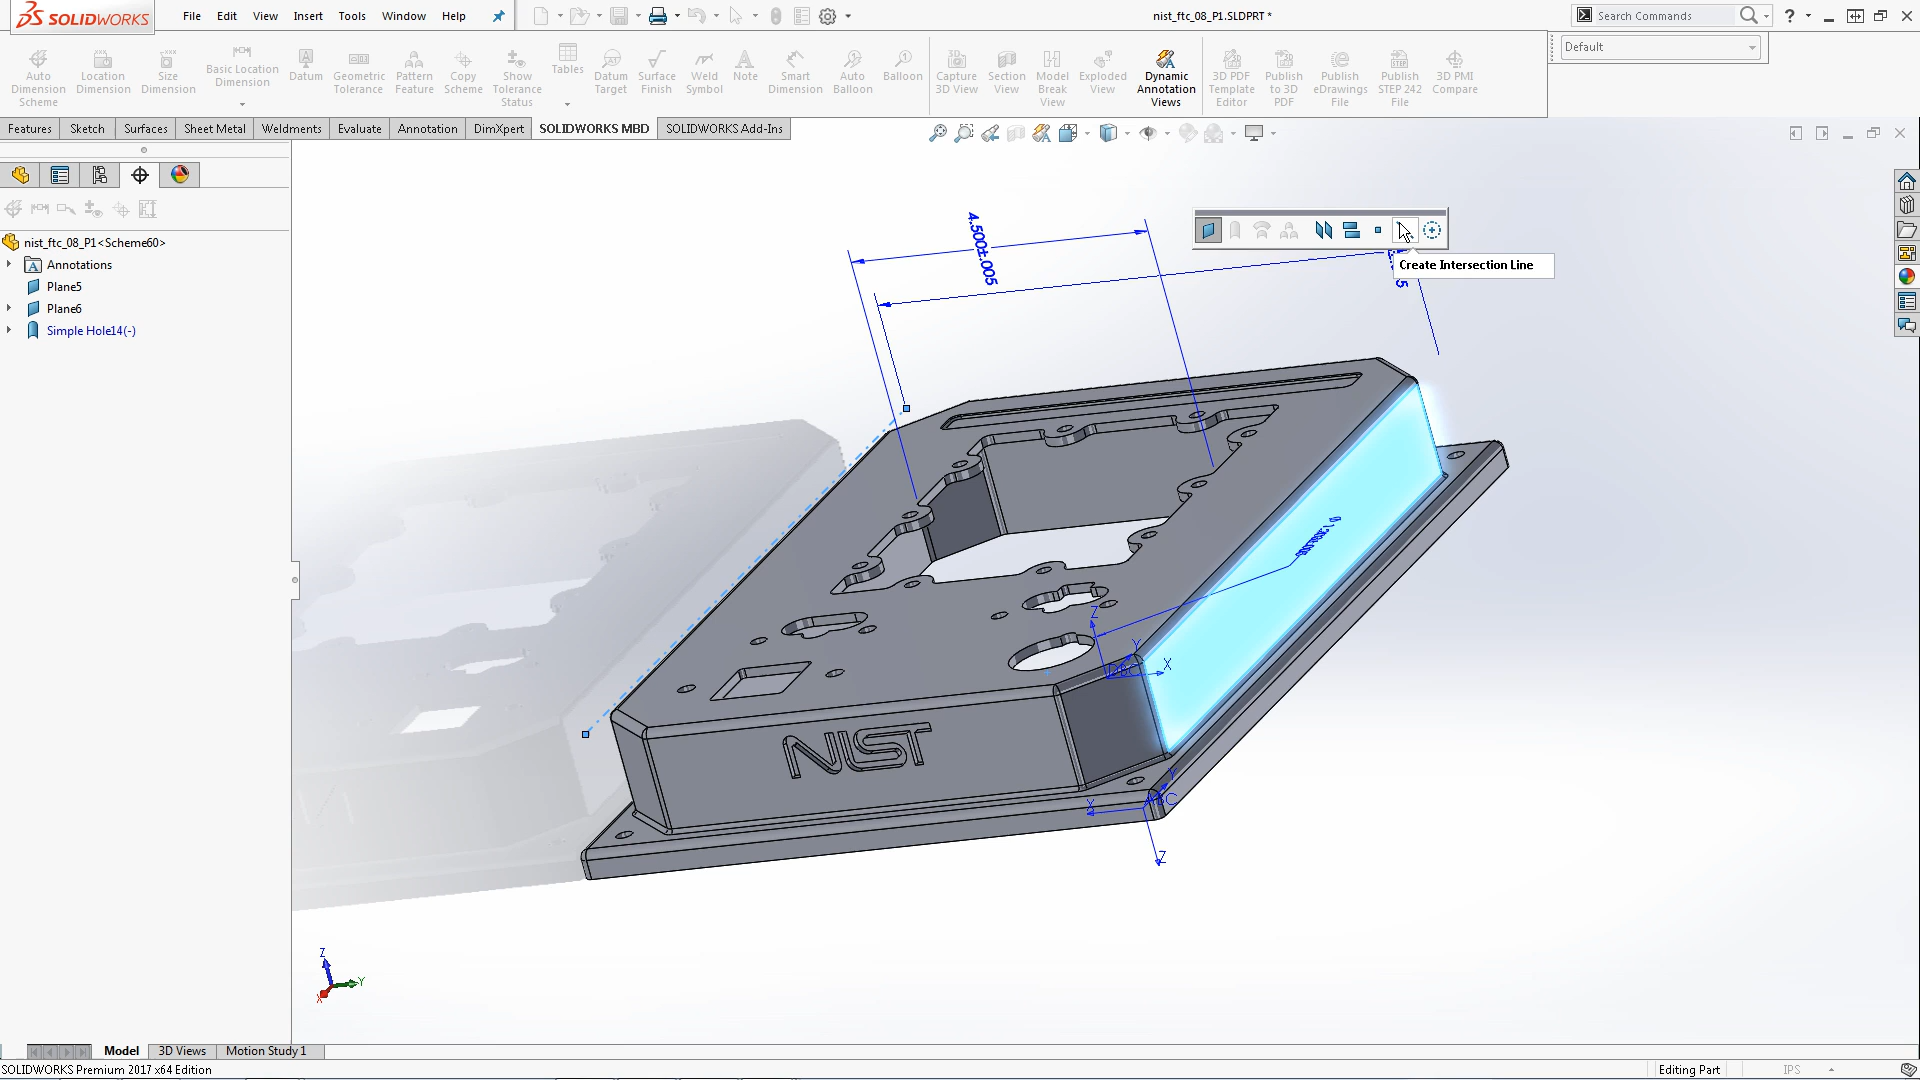 SOLIDWORKS
File Edit View Insert Tools Window Help
nist_ftc_08_P1.SLDPRT *
Search Commands
?
Default
Auto Dimension Scheme
Location Dimension
Size Dimension
Basic Location Dimension
Datum
Geometric Tolerance
Pattern Feature
Copy Scheme
Show Tolerance Status
Tables
Datum Target
Surface Finish
Weld Symbol
Note
Smart Dimension
Auto Balloon
Balloon
Capture 3D View
Section View
Model Break View
Exploded View
Dynamic Annotation Views
3D PDF Template Editor
Publish to 3D PDF
Publish eDrawings File
Publish STEP 242 File
3D PMI Compare
Features Sketch Surfaces Sheet Metal Weldments Evaluate Annotation DimXpert SOLIDWORKS MBD SOLIDWORKS Add-Ins
nist_ftc_08_P1<Scheme60>
Annotations
Plane5
Plane6
Simple Hole14(-)
4.500±.005
Create Intersection Line
Z
Y
X
DBC
NIST
Y
X
ABC
Z
Z
Y
X
Model 3D Views Motion Study 1
SOLIDWORKS Premium 2017 x64 Edition
Editing Part
IPS